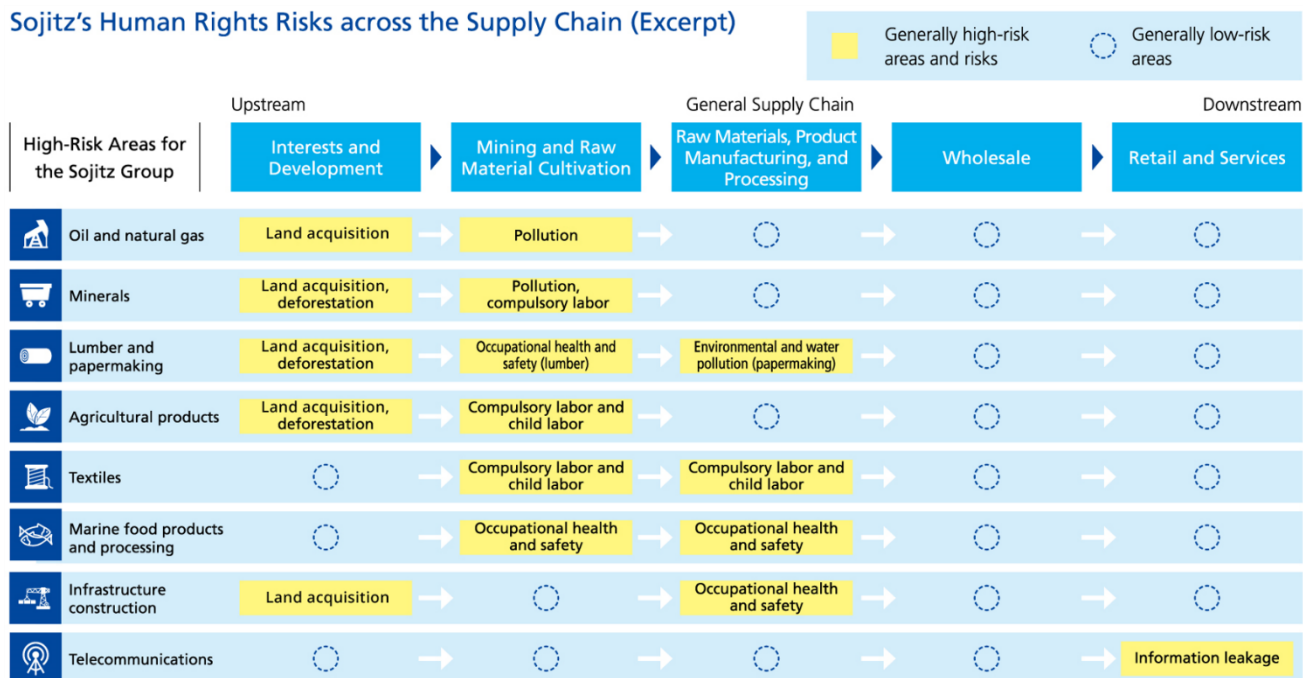 Sojitz's Human Rights Risks across the Supply Chain (Excerpt)
Generally high-risk
areas and risks
Generally low-risk
areas
Upstream
General Supply Chain
Downstream
High-Risk Areas for
the Sojitz Group
Interests and
Development
Mining and Raw
Material Cultivation
Raw Materials, Product
Manufacturing, and
Processing
Wholesale
Retail and Services
Oil and natural gas
Land acquisition
Pollution
Minerals
Land acquisition,
deforestation
Pollution,
compulsory labor
Lumber and
papermaking
Land acquisition,
deforestation
Occupational health and
safety (lumber)
Environmental and water
pollution (papermaking)
Agricultural products
Land acquisition,
deforestation
Compulsory labor and
child labor
Textiles
Compulsory labor and
child labor
Compulsory labor and
child labor
Marine food products
and processing
Occupational health
and safety
Occupational health
and safety
Infrastructure
construction
Land acquisition
Occupational health
and safety
Telecommunications
Information leakage